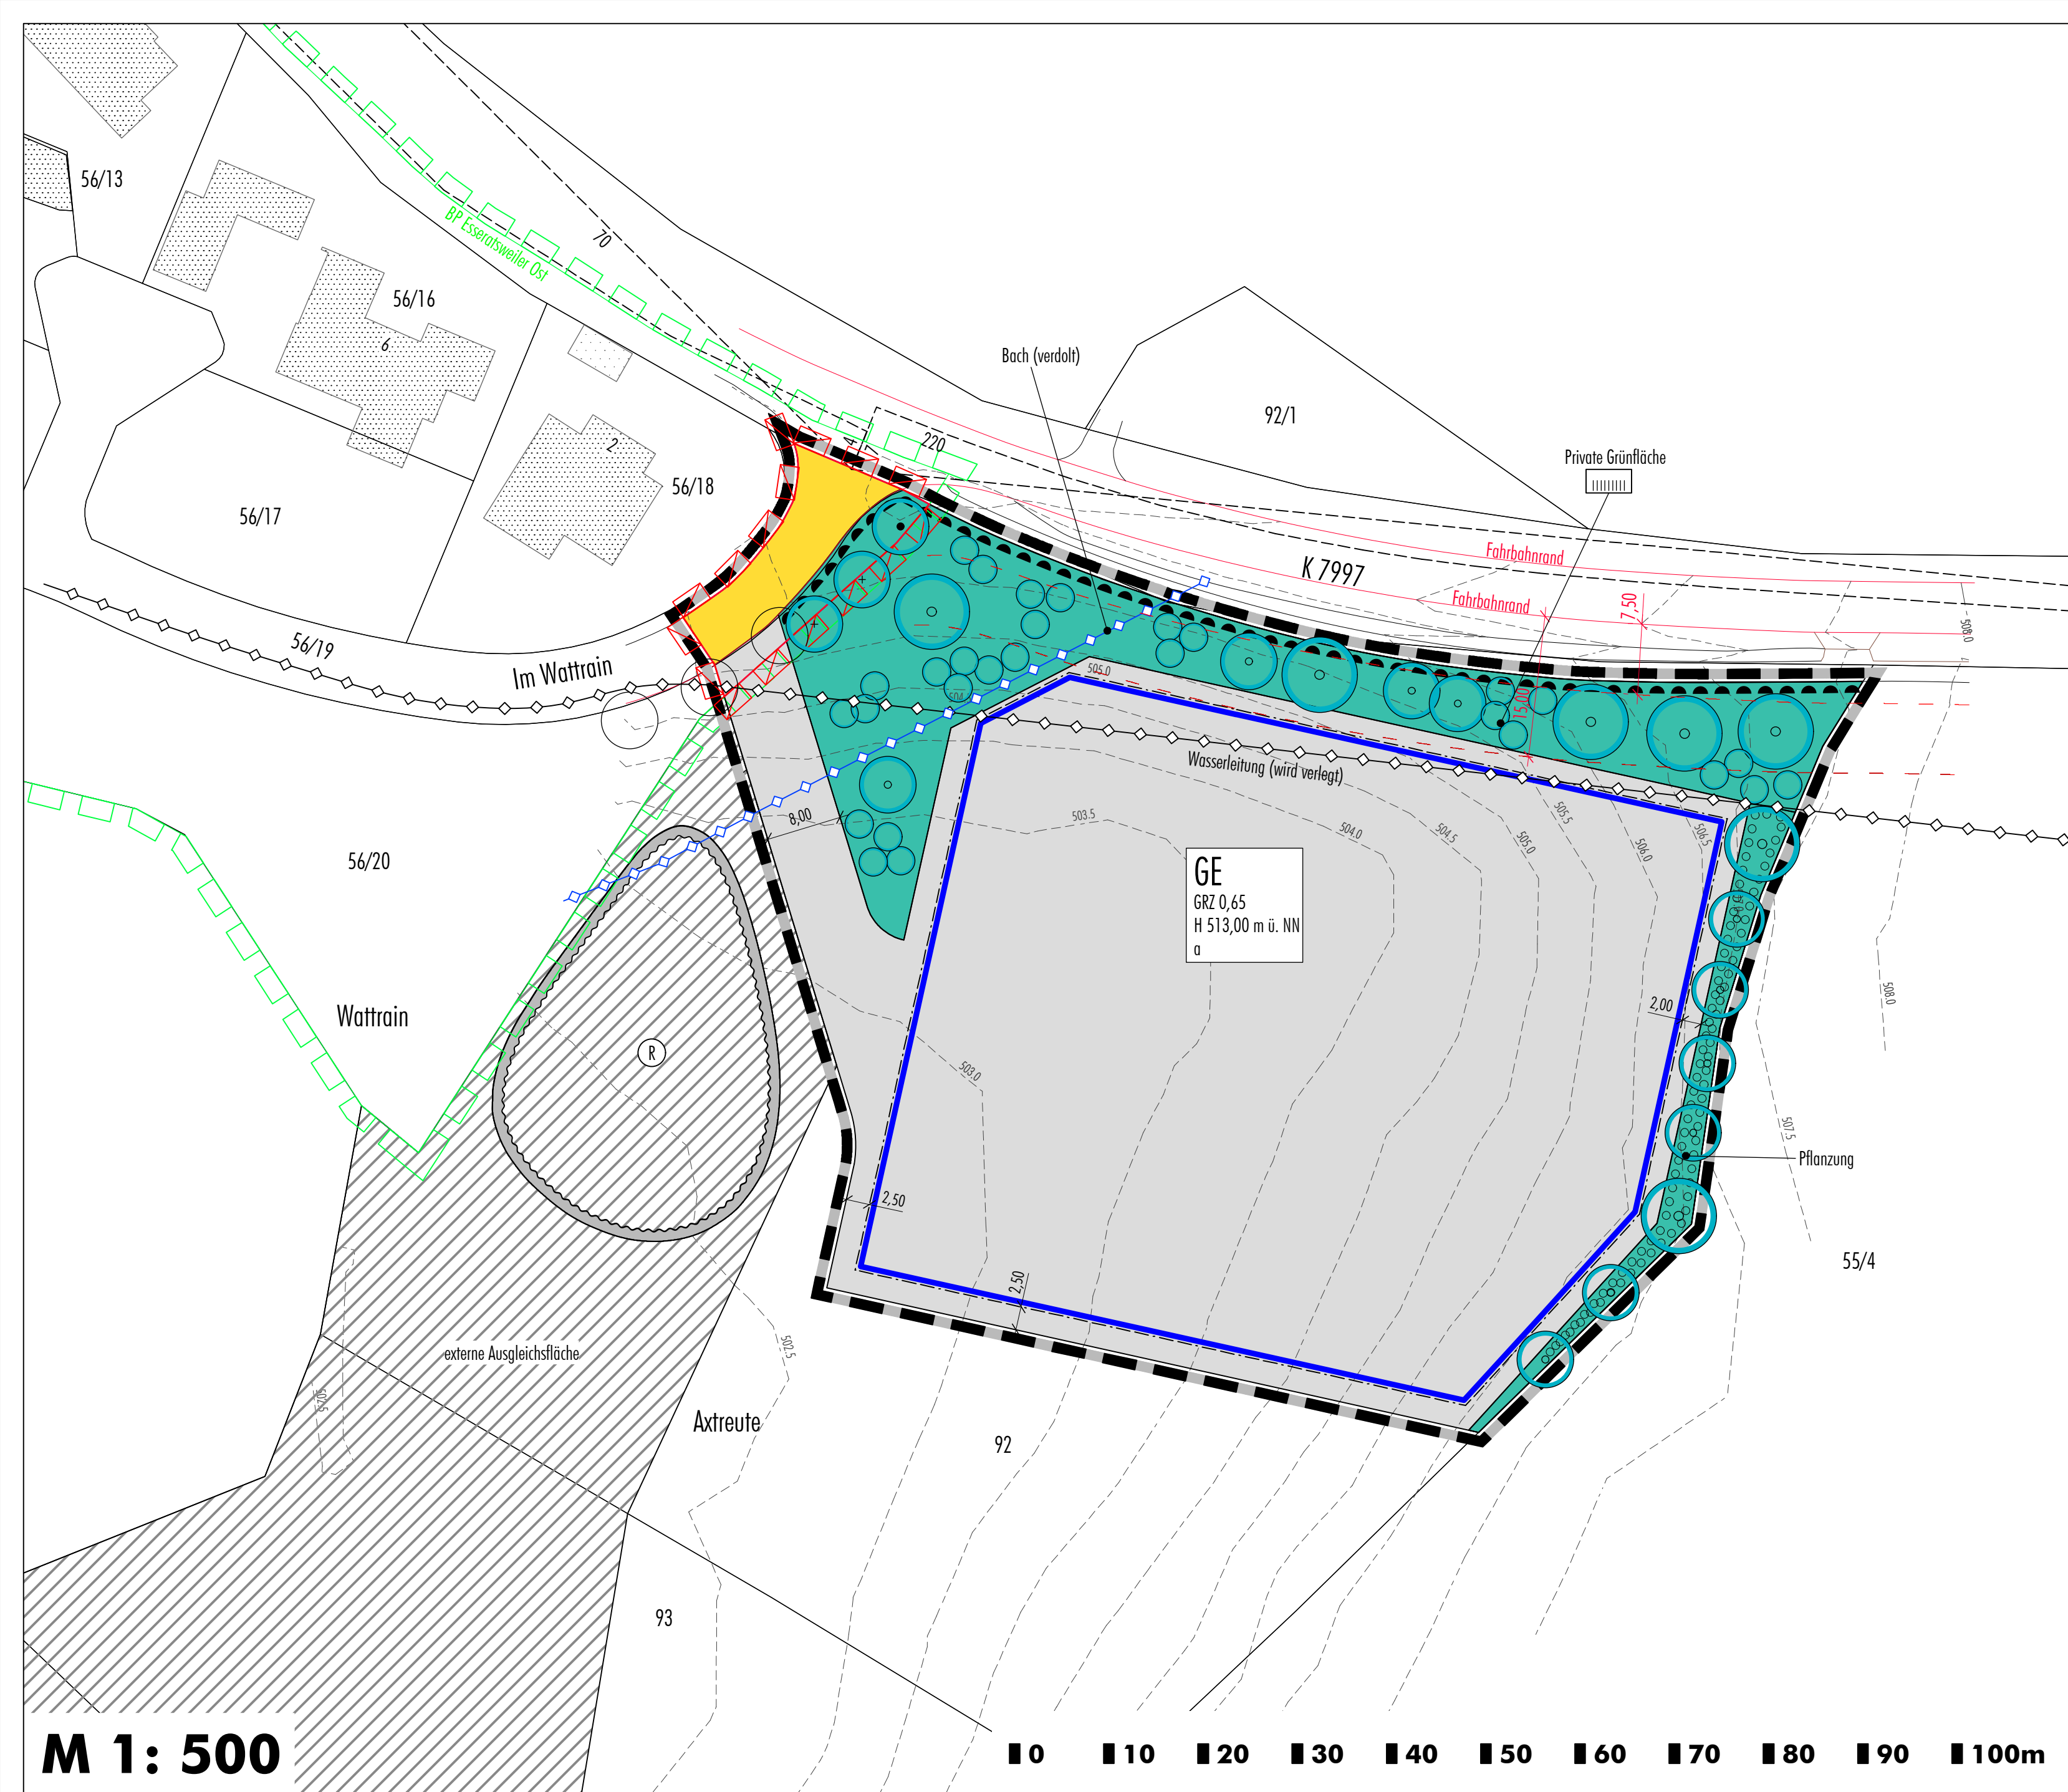 56/13
BP Esseratsweiler Ost
70
56/16
6
Bach (verdolt)
92/1
2
220
Private Grünfläche
56/18
56/17
K 7997
Fahrbahnrand
Fahrbahnrand
7,50
508.0
56/19
Im Wattrain
505.0
15,00
Wasserleitung (wird verlegt)
8,00
503.5
504.0
504.5
505.0
505.5
506.0
506.5
56/20
GE
GRZ 0,65
H 513,00 m ü. NN
a
508.0
2,00
Wattrain
R
503.0
507.5
Pflanzung
2,50
2,50
55/4
externe Ausgleichsfläche
502.5
502.5
Axtreute
92
93
M 1: 500
0 10 20 30 40 50 60 70 80 90 100m